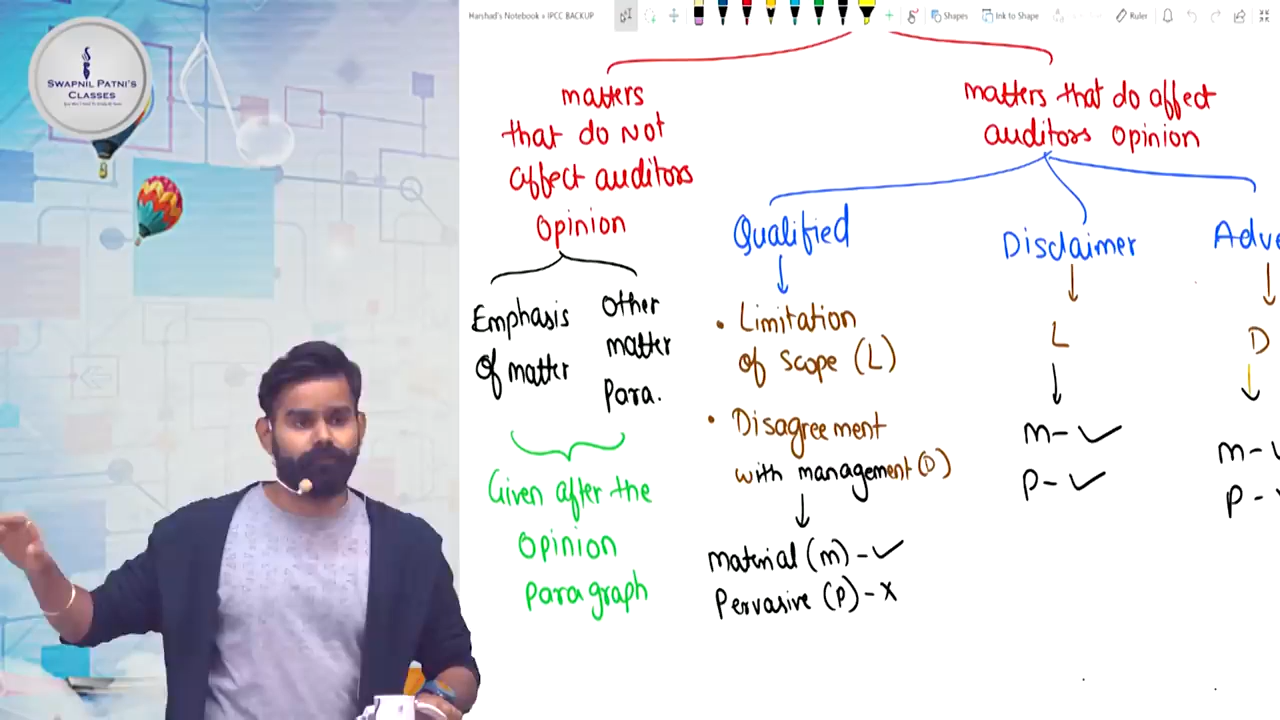 SWAPNIL PATNI'S
CLASSES
Harshad's Notebook » IPCC BACKUP
Shapes
Ink to Shape
Ruler
matters
that do not
affect auditors
Opinion
matters that do affect
auditors Opinion
Emphasis
of matter
Other
matter
Para.
Given after the
Opinion
paragraph
Qualified
• Limitation
of Scope (L)
• Disagreement
with management (D)
Material (m) - ✓
Pervasive (P) - x
Disclaimer
L
m - ✓
P - ✓
Adve
D
m - ✓
P -